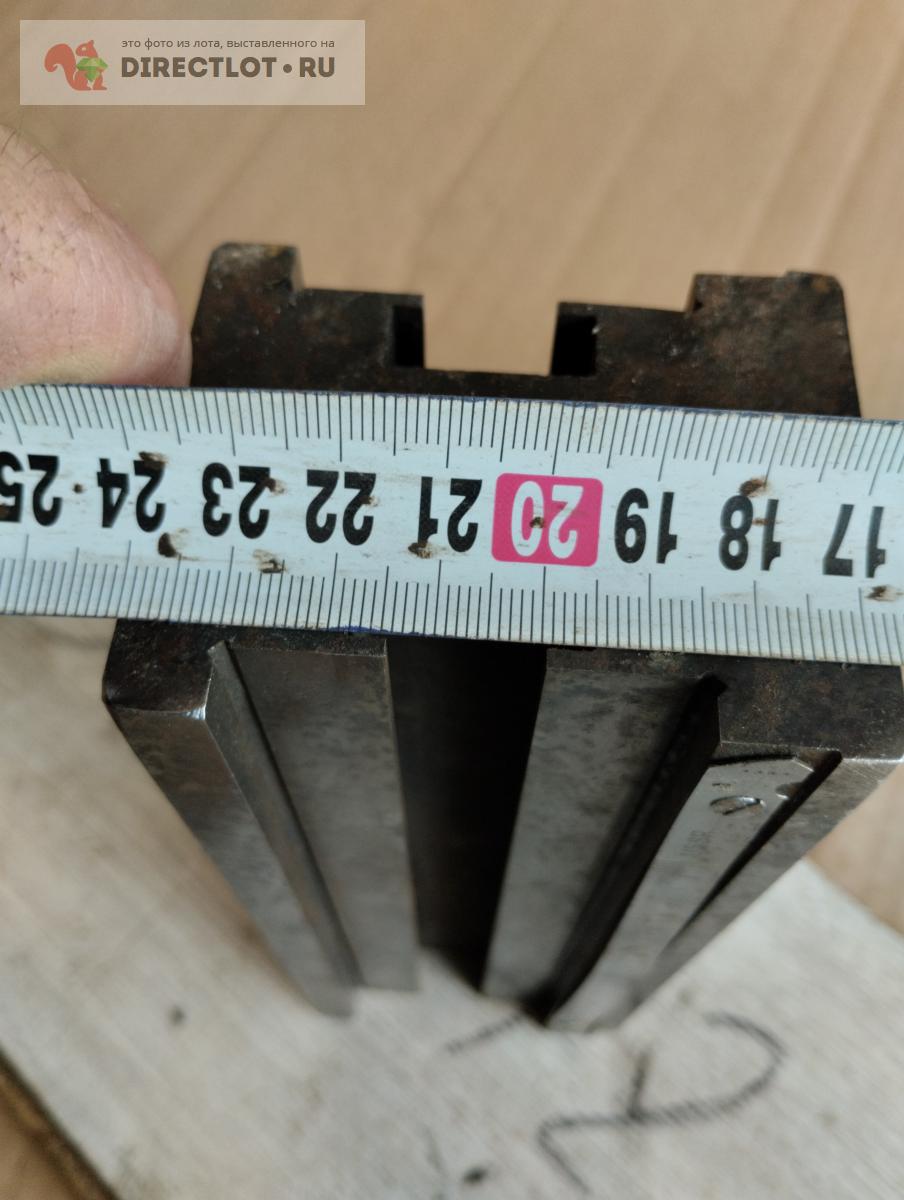 это фото из лота, выставленного на
DIRECTLOT•RU
25 24 23 22 21 20 19 18 17